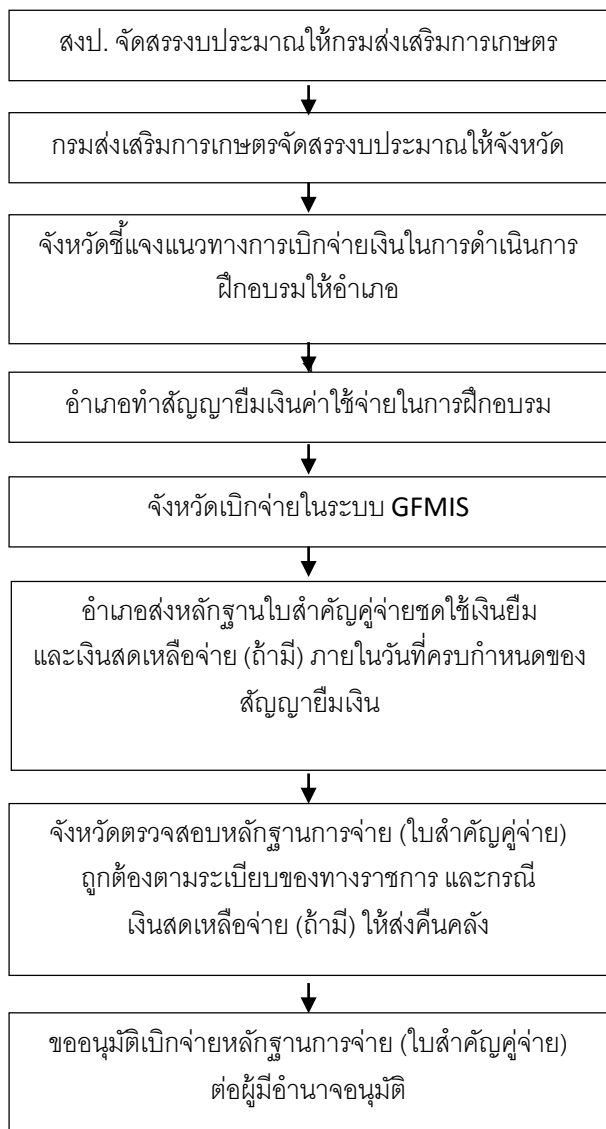 สงป. จัดสรรงบประมาณให้กรมส่งเสริมการเกษตร
กรมส่งเสริมการเกษตรจัดสรรงบประมาณให้จังหวัด
จังหวัดชี้แจงแนวทางการเบิกจ่ายเงินในการดำเนินการ
ฝึกอบรมให้อำเภอ
อำเภอทำสัญญายืมเงินค่าใช้จ่ายในการฝึกอบรม
จังหวัดเบิกจ่ายในระบบ GFMIS
อำเภอส่งหลักฐานใบสำคัญคู่จ่ายชดใช้เงินยืม
และเงินสดเหลือจ่าย (ถ้ามี) ภายในวันที่ครบกำหนดของ
สัญญายืมเงิน
จังหวัดตรวจสอบหลักฐานการจ่าย (ใบสำคัญคู่จ่าย)
ถูกต้องตามระเบียบของทางราชการ และกรณี
เงินสดเหลือจ่าย (ถ้ามี) ให้ส่งคืนคลัง
ขออนุมัติเบิกจ่ายหลักฐานการจ่าย (ใบสำคัญคู่จ่าย)
ต่อผู้มีอำนาจอนุมัติ